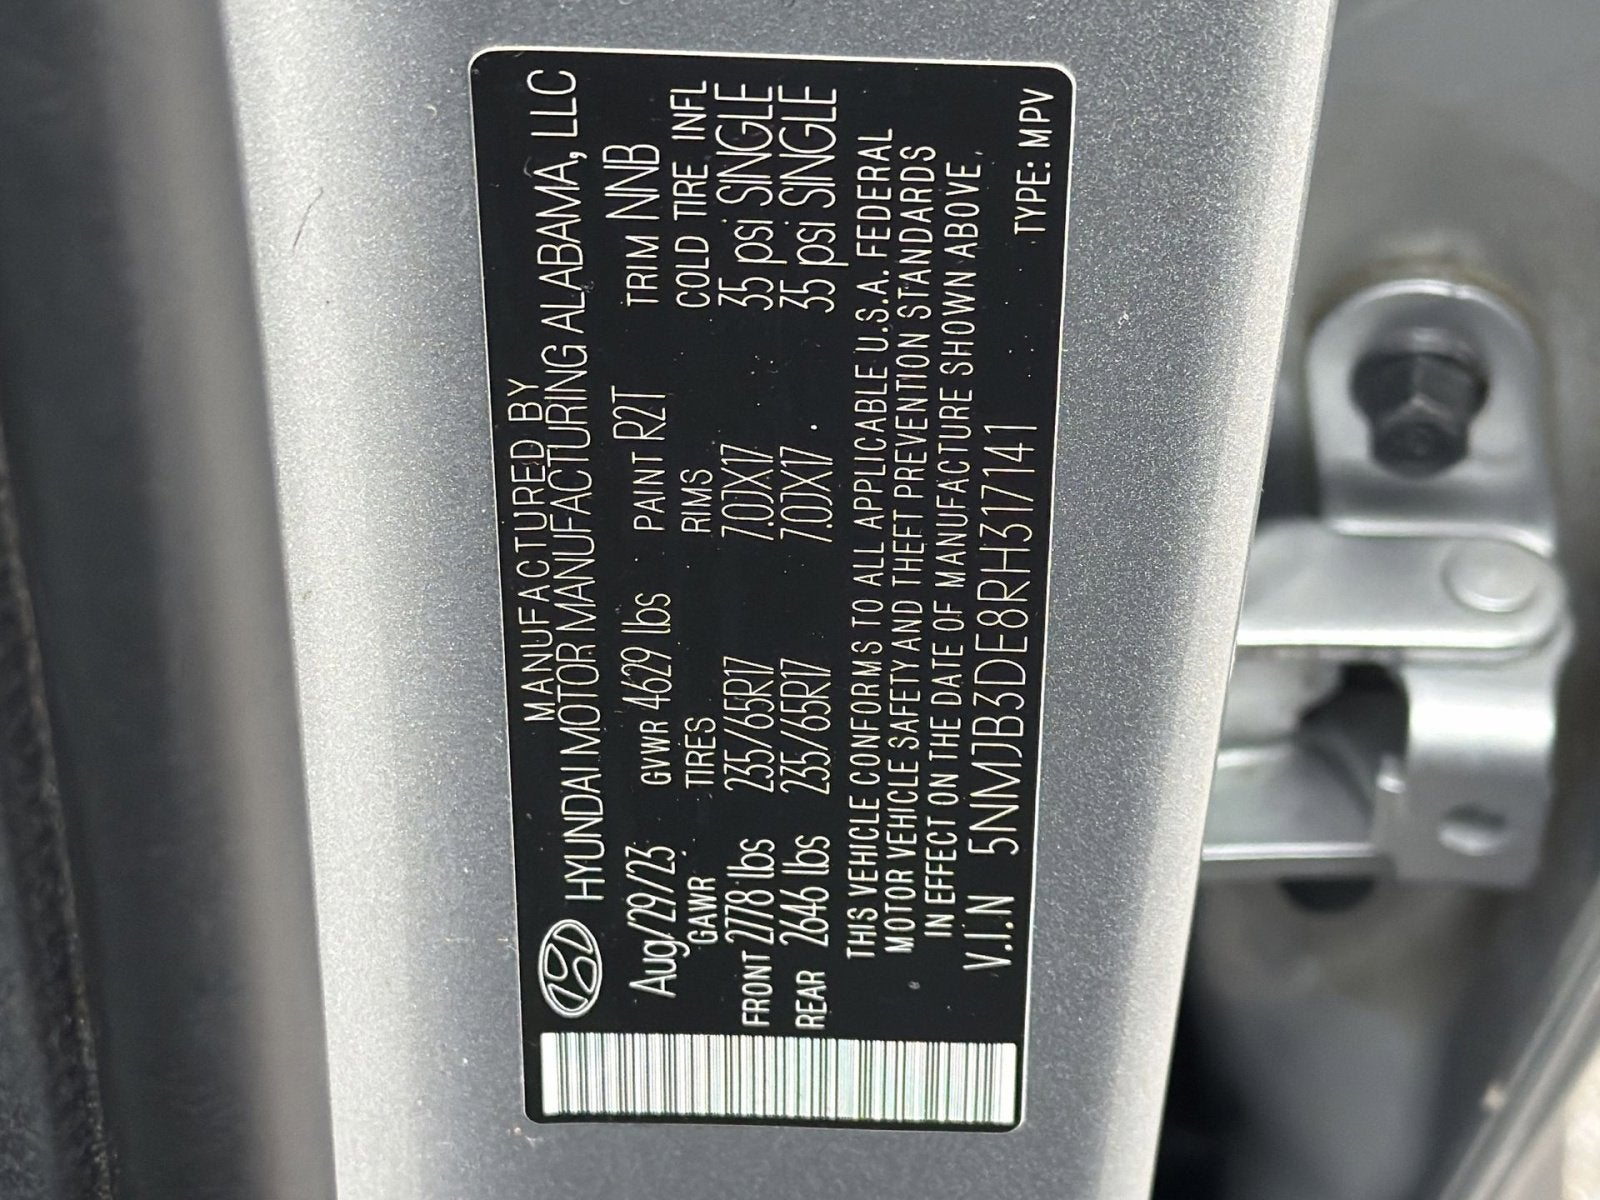 MANUFACTURED BY
HYUNDAI MOTOR MANUFACTURING ALABAMA, LLC
Aug/29/23 GVWR 4629 lbs PAINT R2T TRIM NNB
GAWR TIRES RIMS COLD TIRE INFL
FRONT 2778 lbs 235/65R17 7.0JX17 35 psi SINGLE
REAR 2646 lbs 235/65R17 7.0JX17 35 psi SINGLE
THIS VEHICLE CONFORMS TO ALL APPLICABLE U.S.A. FEDERAL
MOTOR VEHICLE SAFETY AND THEFT PREVENTION STANDARDS
IN EFFECT ON THE DATE OF MANUFACTURE SHOWN ABOVE.
V.I.N 5NMJB3DE8RH317141 TYPE: MPV